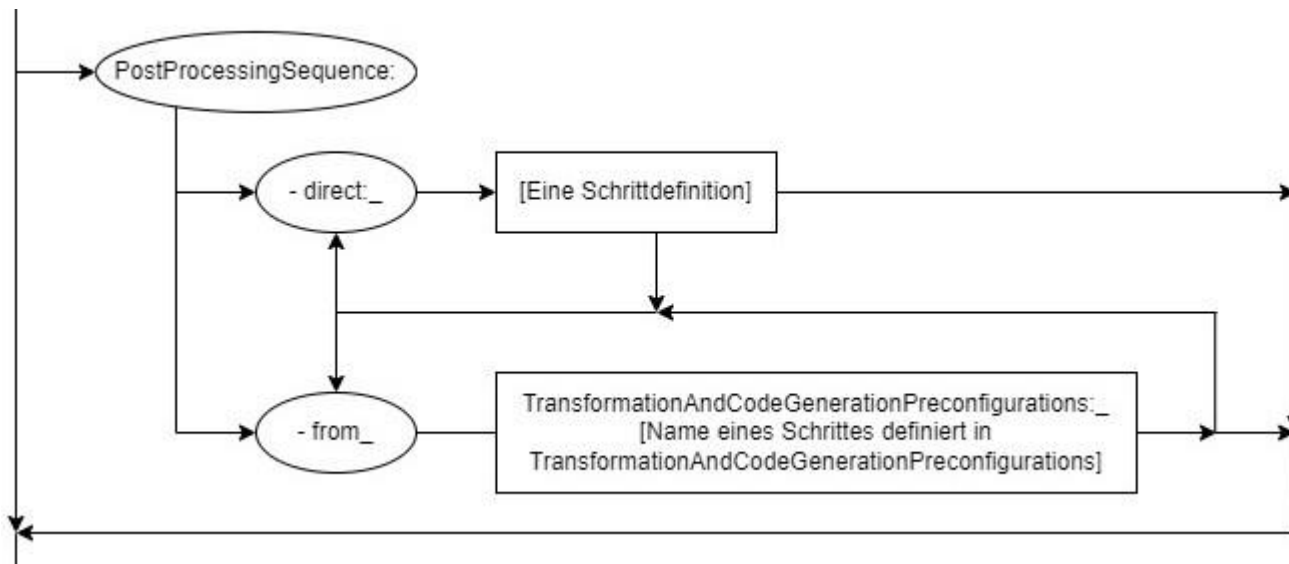 PostProcessingSequence:
- direct:_
[Eine Schrittdefinition]
- from_
TransformationAndCodeGenerationPreconfigurations:_
[Name eines Schrittes definiert in
TransformationAndCodeGenerationPreconfigurations]